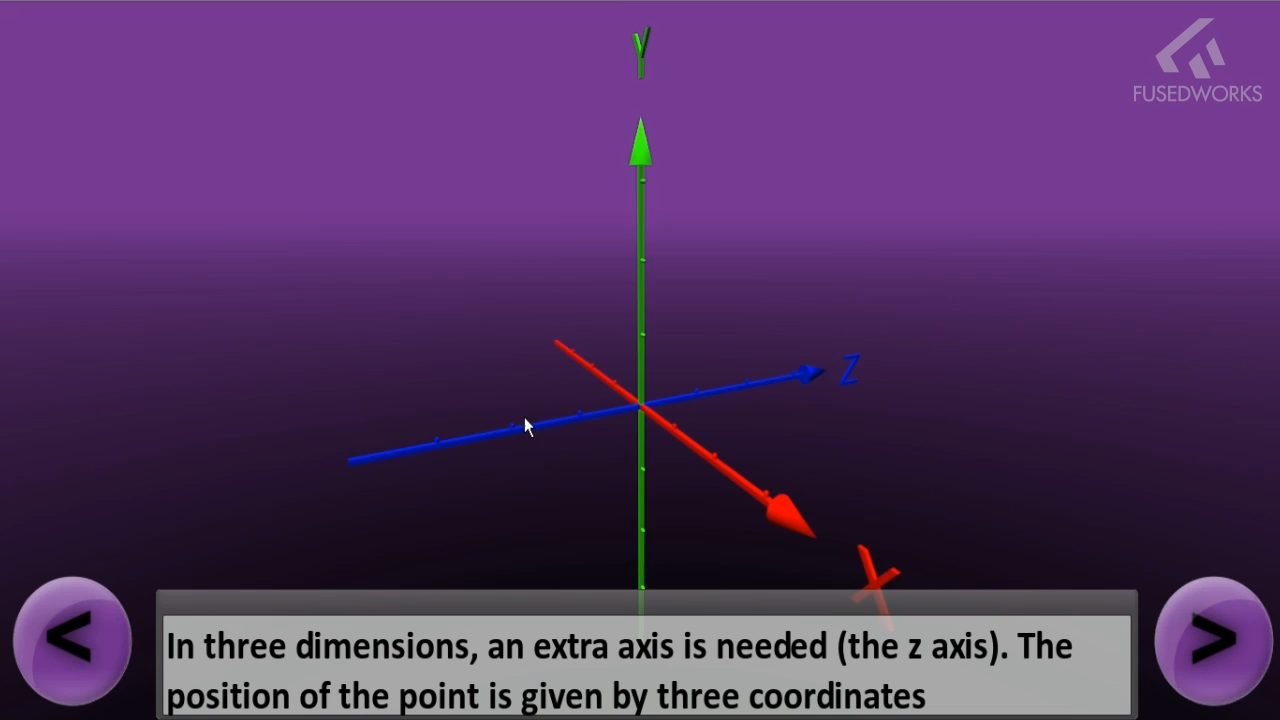 Y
FUSEDWORKS
Z
X
<
In three dimensions, an extra axis is needed (the z axis). The
position of the point is given by three coordinates
>